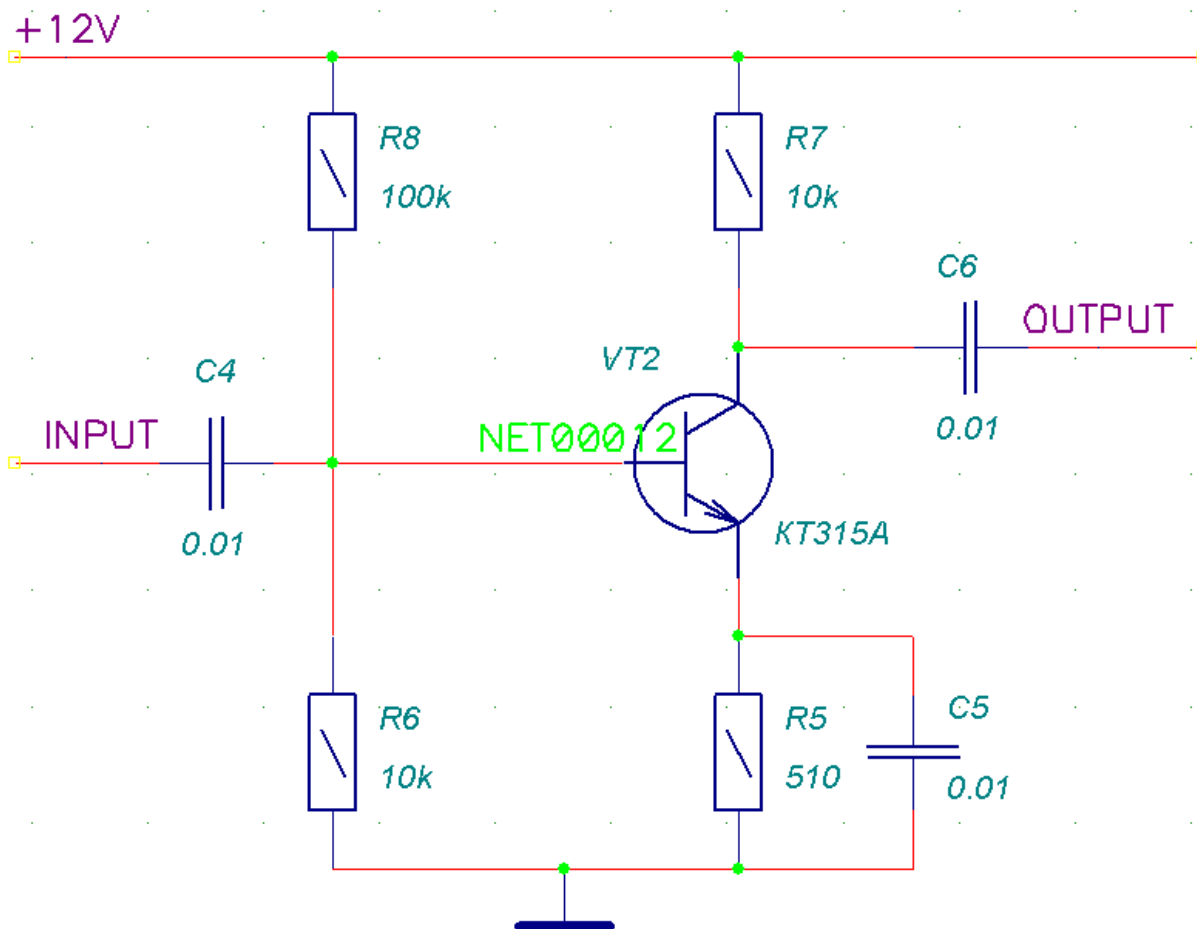 +12V
R8
100k
R7
10k
C6
OUTPUT
0.01
VT2
C4
INPUT
NET00012
0.01
KT315A
R6
10k
R5
510
C5
0.01